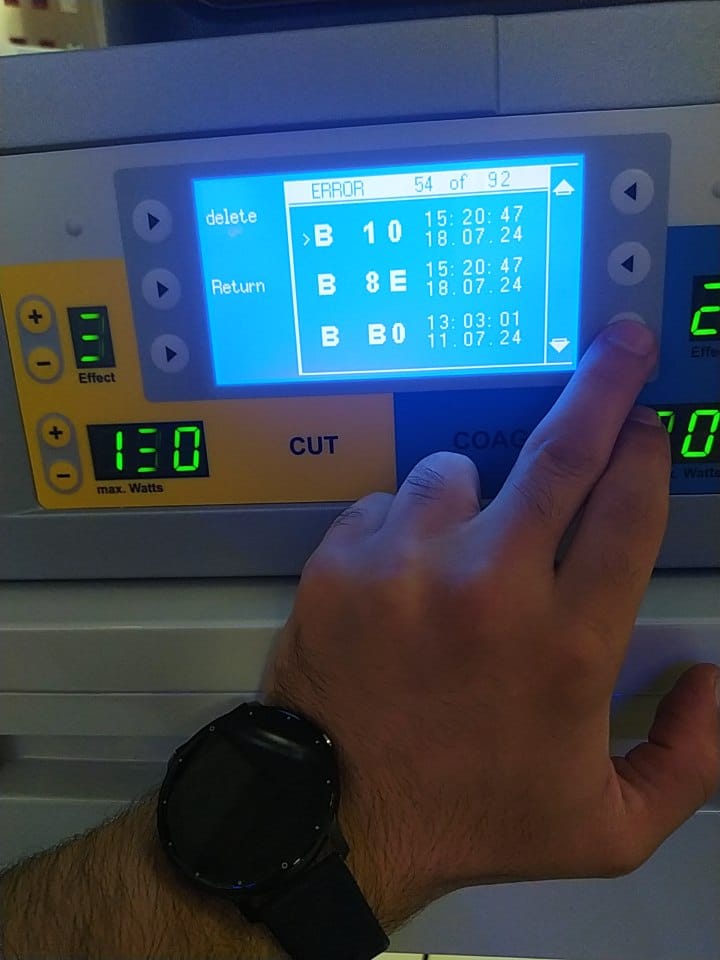 ERROR 54 of 92
delete
>B 10 15:20:47
18.07.24
Return
B 8E 15:20:47
18.07.24
B B0 13:03:01
11.07.24
+
3
−
Effect
+
130
−
max. Watts
CUT
COAG